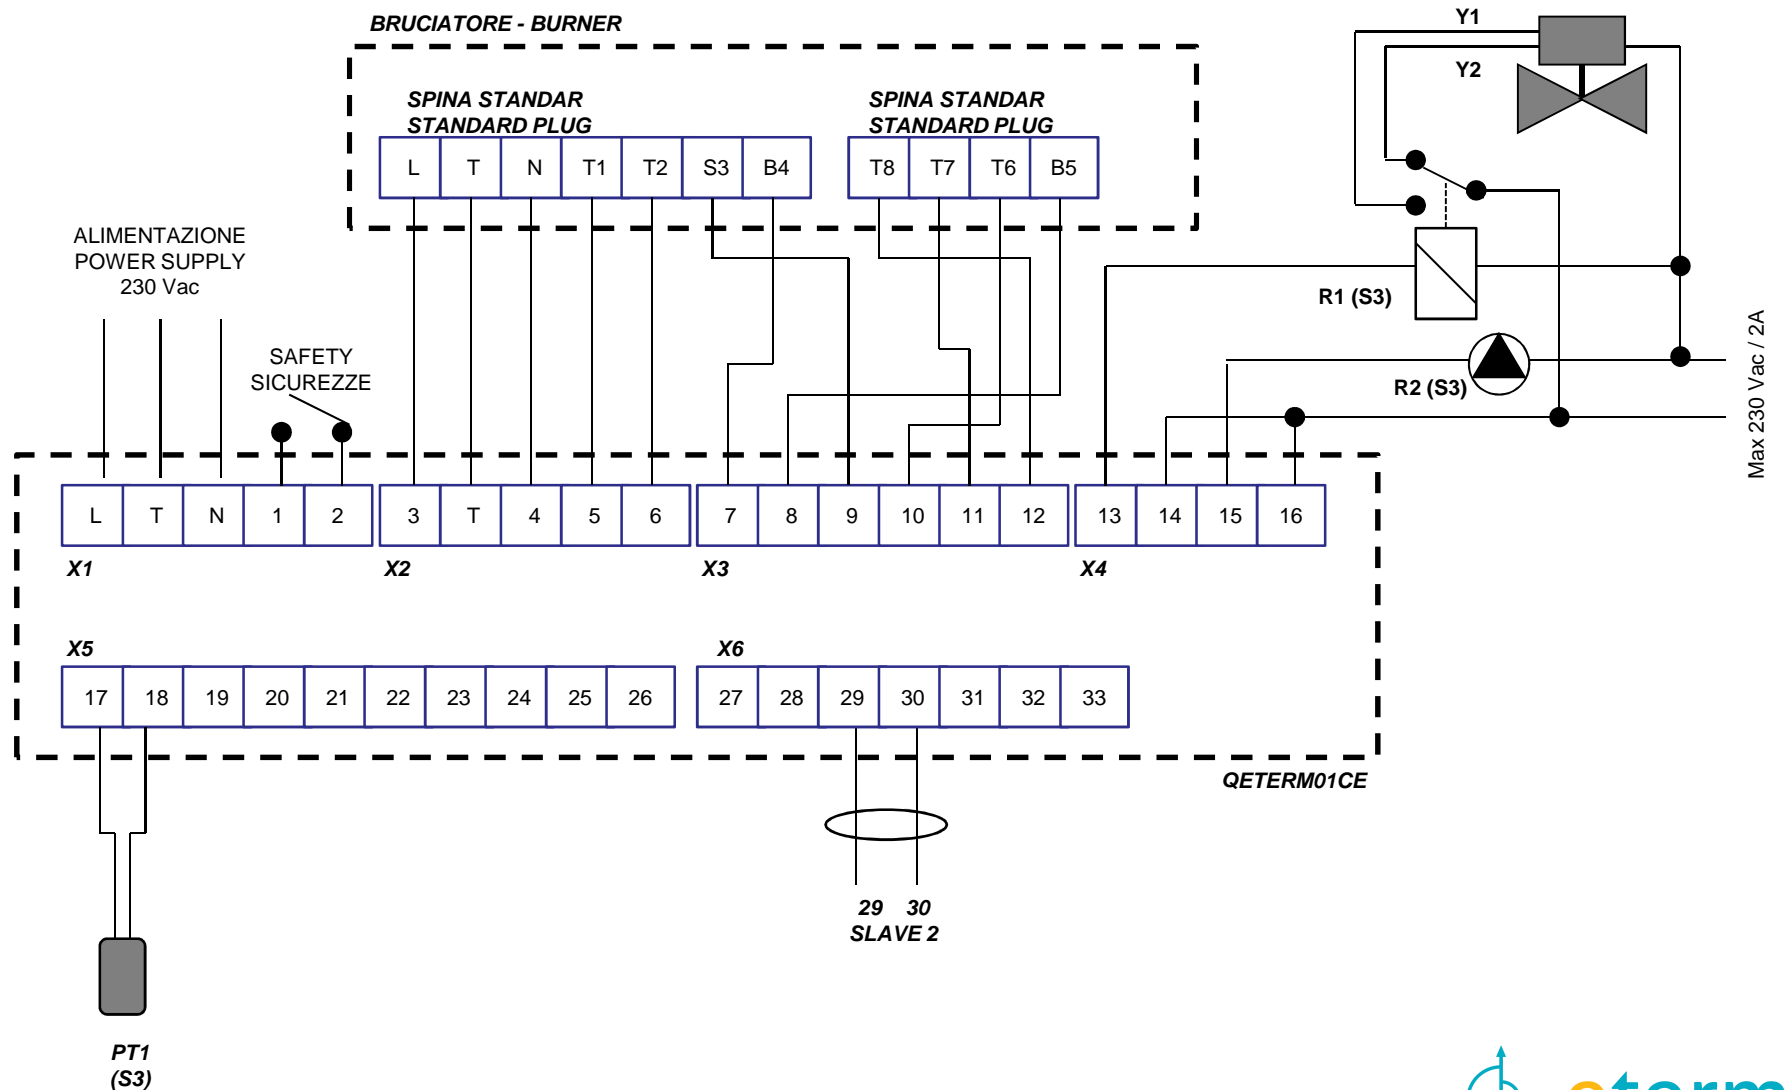 BRUCIATORE - BURNER
Y1
Y2
SPINA STANDAR
STANDARD PLUG
SPINA STANDAR
STANDARD PLUG
L T N T1 T2 S3 B4
T8 T7 T6 B5
ALIMENTAZIONE
POWER SUPPLY
230 Vac
SAFETY
SICUREZZE
R1 (S3)
R2 (S3)
Max 230 Vac / 2A
L T N 1 2
3 T 4 5 6
7 8 9 10 11 12
13 14 15 16
X1
X2
X3
X4
X5
X6
17 18 19 20 21 22 23 24 25 26
27 28 29 30 31 32 33
QETERM01CE
29 30
SLAVE 2
PT1
(S3)